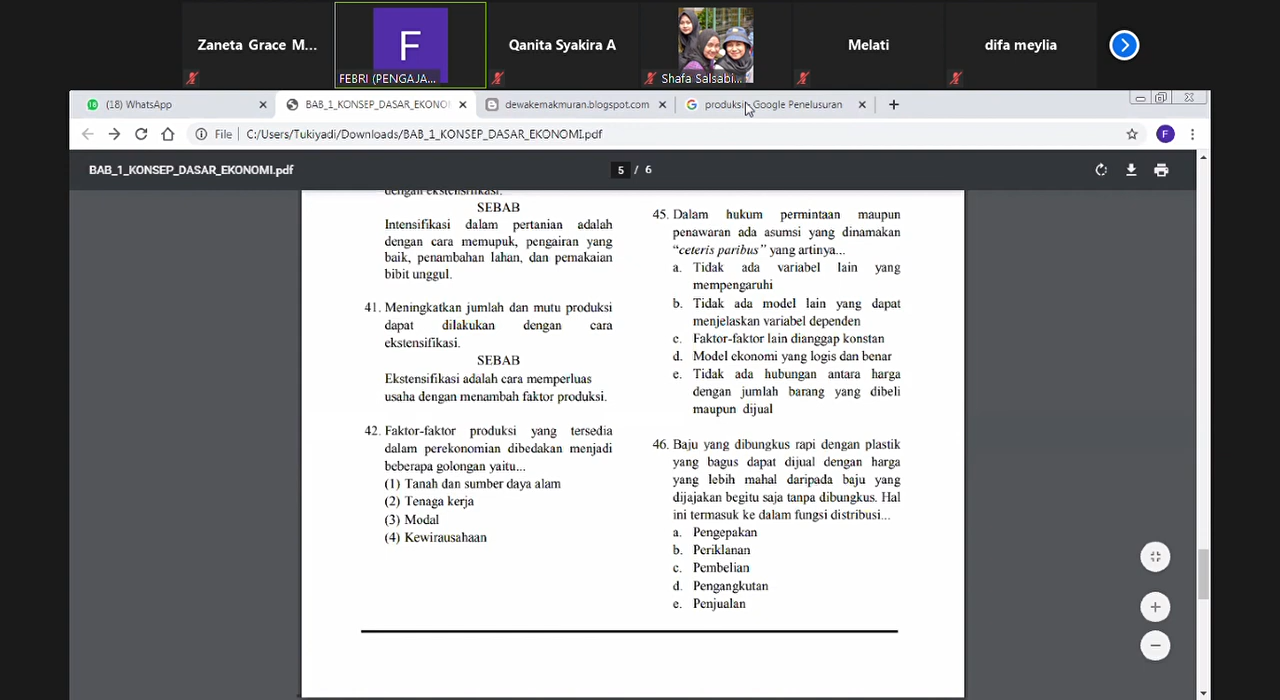 Zaneta Grace M...
F
FEBRI (PENGAJA...
Qanita Syakira A
Shafa Salsabi...
Melati
difa meylia
(18) WhatsApp
BAB_1_KONSEP_DASAR_EKONO
dewakemakmuran.blogspot.com
produksi - Google Penelusuran
File
C:/Users/Tukiyadi/Downloads/BAB_1_KONSEP_DASAR_EKONOMI.pdf
F
BAB_1_KONSEP_DASAR_EKONOMI.pdf
5 / 6
dengan ekstensifikasi.
SEBAB
Intensifikasi dalam pertanian adalah
dengan cara memupuk, pengairan yang
baik, penambahan lahan, dan pemakaian
bibit unggul.
41. Meningkatkan jumlah dan mutu produksi
dapat dilakukan dengan cara
ekstensifikasi.
SEBAB
Ekstensifikasi adalah cara memperluas
usaha dengan menambah faktor produksi.
42. Faktor-faktor produksi yang tersedia
dalam perekonomian dibedakan menjadi
beberapa golongan yaitu...
(1) Tanah dan sumber daya alam
(2) Tenaga kerja
(3) Modal
(4) Kewirausahaan
45. Dalam hukum permintaan maupun
penawaran ada asumsi yang dinamakan
“ceteris paribus” yang artinya...
a. Tidak ada variabel lain yang
mempengaruhi
b. Tidak ada model lain yang dapat
menjelaskan variabel dependen
c. Faktor-faktor lain dianggap konstan
d. Model ekonomi yang logis dan benar
e. Tidak ada hubungan antara harga
dengan jumlah barang yang dibeli
maupun dijual
46. Baju yang dibungkus rapi dengan plastik
yang bagus dapat dijual dengan harga
yang lebih mahal daripada baju yang
dijajakan begitu saja tanpa dibungkus. Hal
ini termasuk ke dalam fungsi distribusi...
a. Pengepakan
b. Periklanan
c. Pembelian
d. Pengangkutan
e. Penjualan